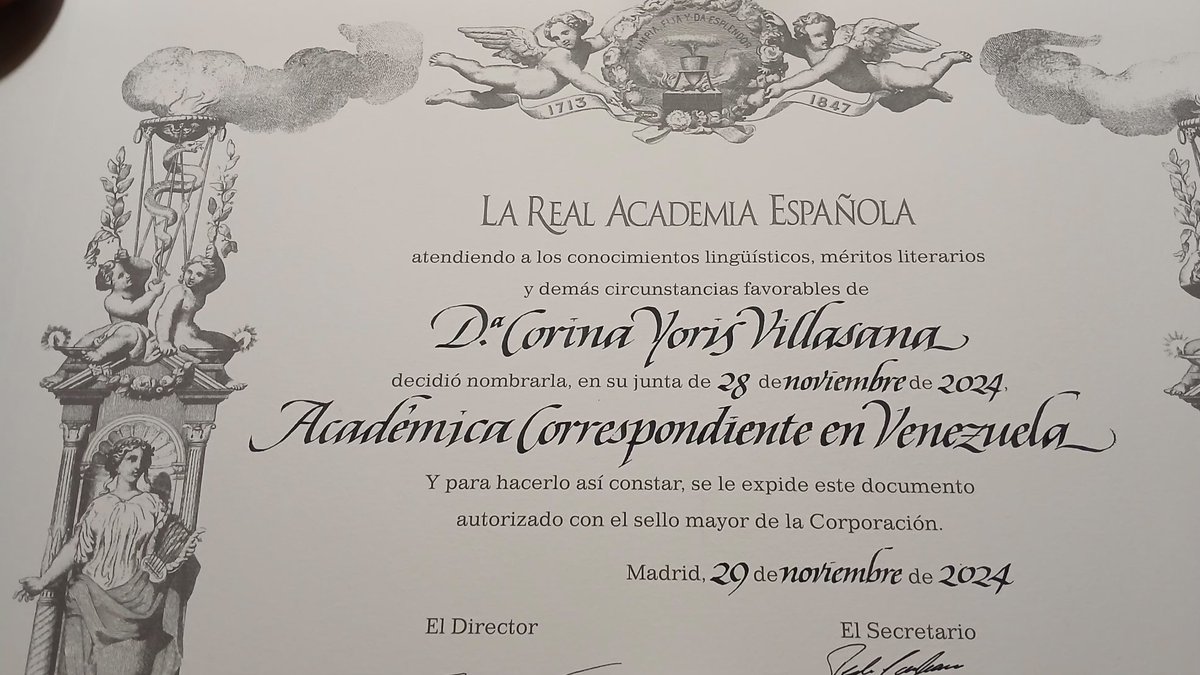 LIMPIA, FIJA Y DA ESPLENDOR
1713
1847
LA REAL ACADEMIA ESPAÑOLA
atendiendo a los conocimientos lingüísticos, méritos literarios
y demás circunstancias favorables de
D.ª Corina Yoris Villasana
decidió nombrarla, en su junta de 28 de noviembre de 2024,
Académica Correspondiente en Venezuela
Y para hacerlo así constar, se le expide este documento
autorizado con el sello mayor de la Corporación.
Madrid, 29 de noviembre de 2024
El Director
El Secretario